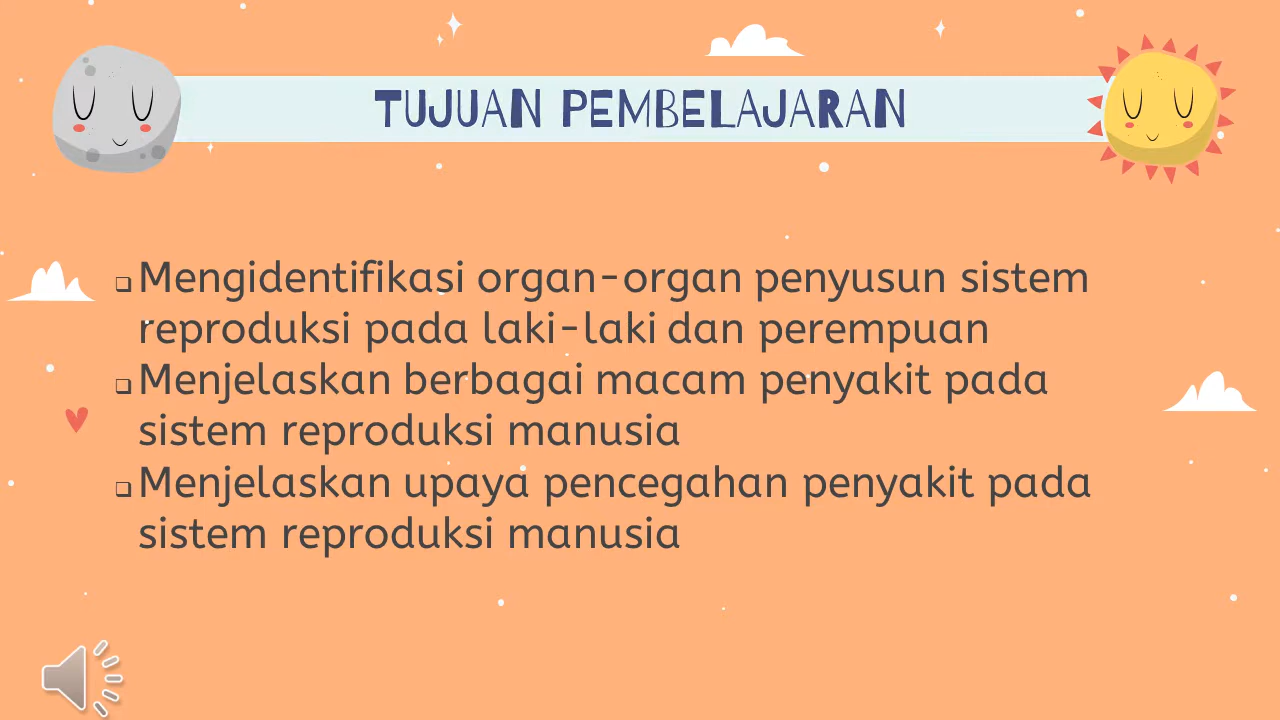 TUJUAN PEMBELAJARAN
❑Mengidentifikasi organ-organ penyusun sistem
reproduksi pada laki-laki dan perempuan
❑Menjelaskan berbagai macam penyakit pada
sistem reproduksi manusia
❑Menjelaskan upaya pencegahan penyakit pada
sistem reproduksi manusia